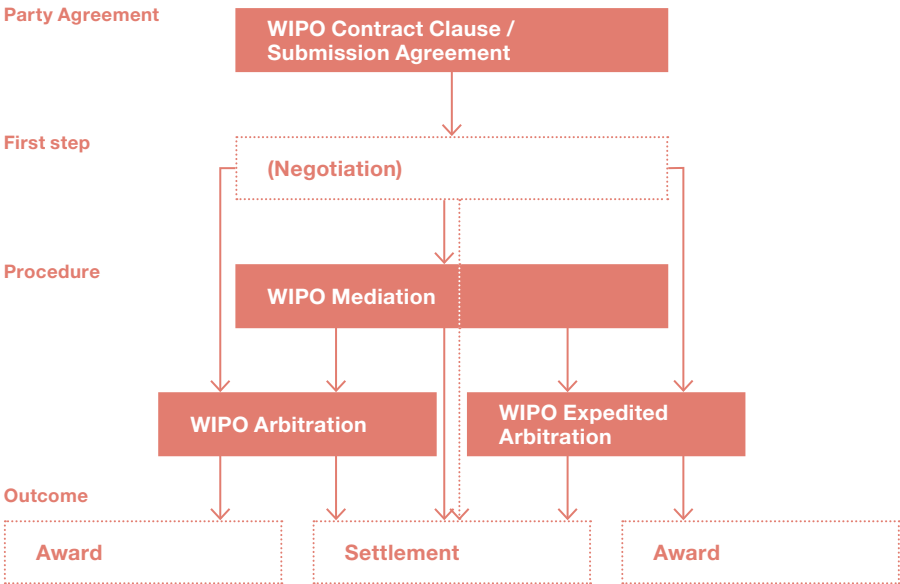 Party Agreement
WIPO Contract Clause /
Submission Agreement
First step
(Negotiation)
Procedure
WIPO Mediation
WIPO Arbitration
WIPO Expedited
Arbitration
Outcome
Award
Settlement
Award